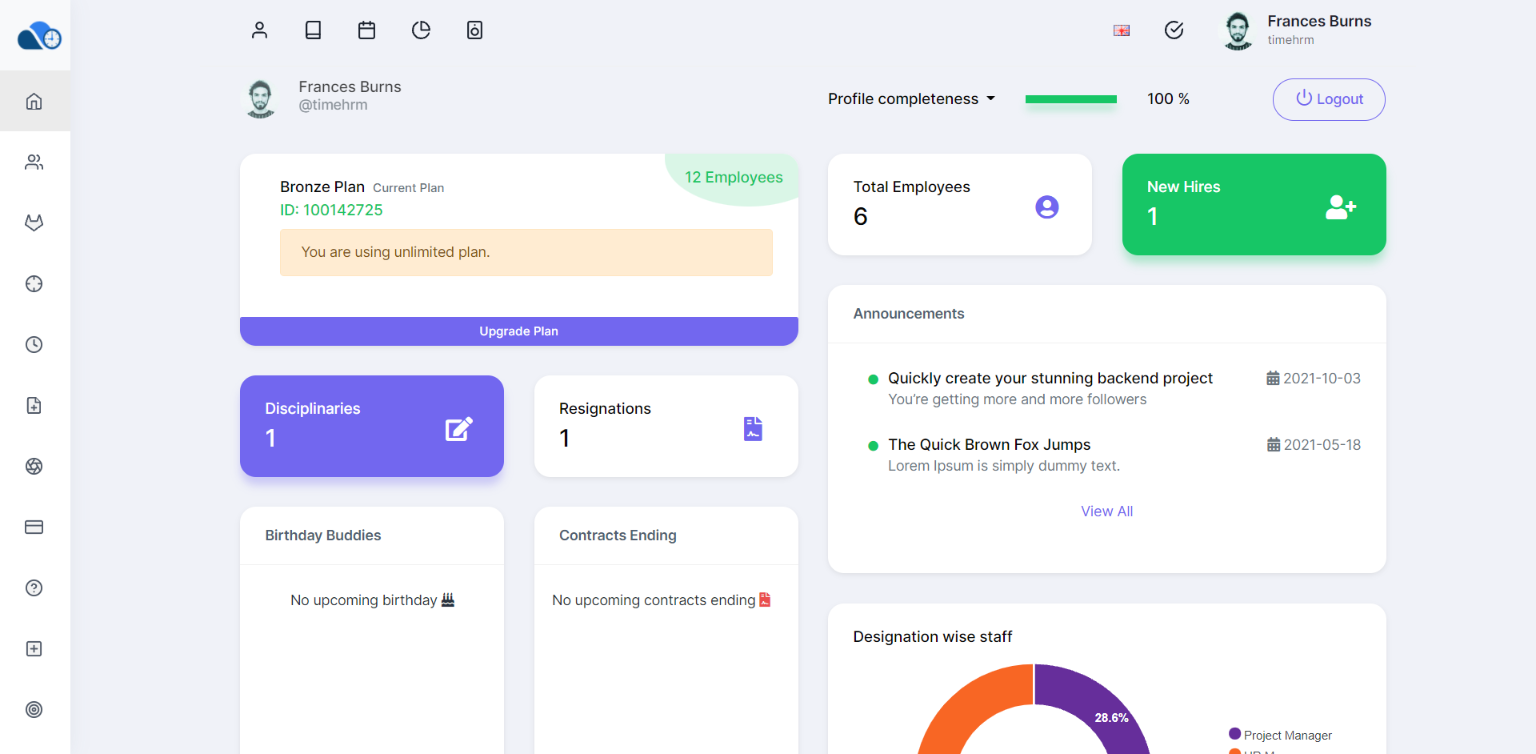 Frances Burns
timehrm
Frances Burns
@timehrm
Profile completeness
100 %
Logout
Bronze Plan Current Plan
12 Employees
ID: 100142725
You are using unlimited plan.
Upgrade Plan
Total Employees
6
New Hires
1
Disciplinaries
1
Resignations
1
Announcements
Quickly create your stunning backend project 2021-10-03
You're getting more and more followers
The Quick Brown Fox Jumps 2021-05-18
Lorem Ipsum is simply dummy text.
View All
Birthday Buddies
No upcoming birthday
Contracts Ending
No upcoming contracts ending
Designation wise staff
28.6%
Project Manager